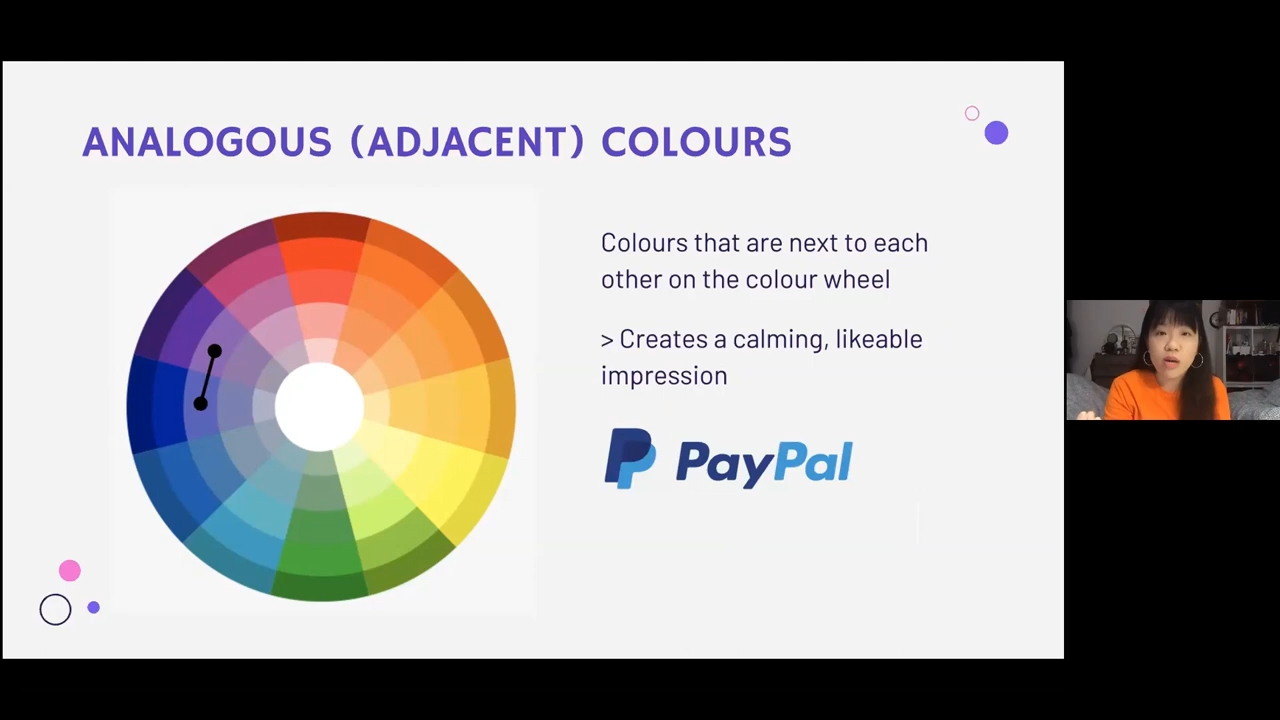 ANALOGOUS (ADJACENT) COLOURS
Colours that are next to each
other on the colour wheel
> Creates a calming, likeable
impression
PayPal